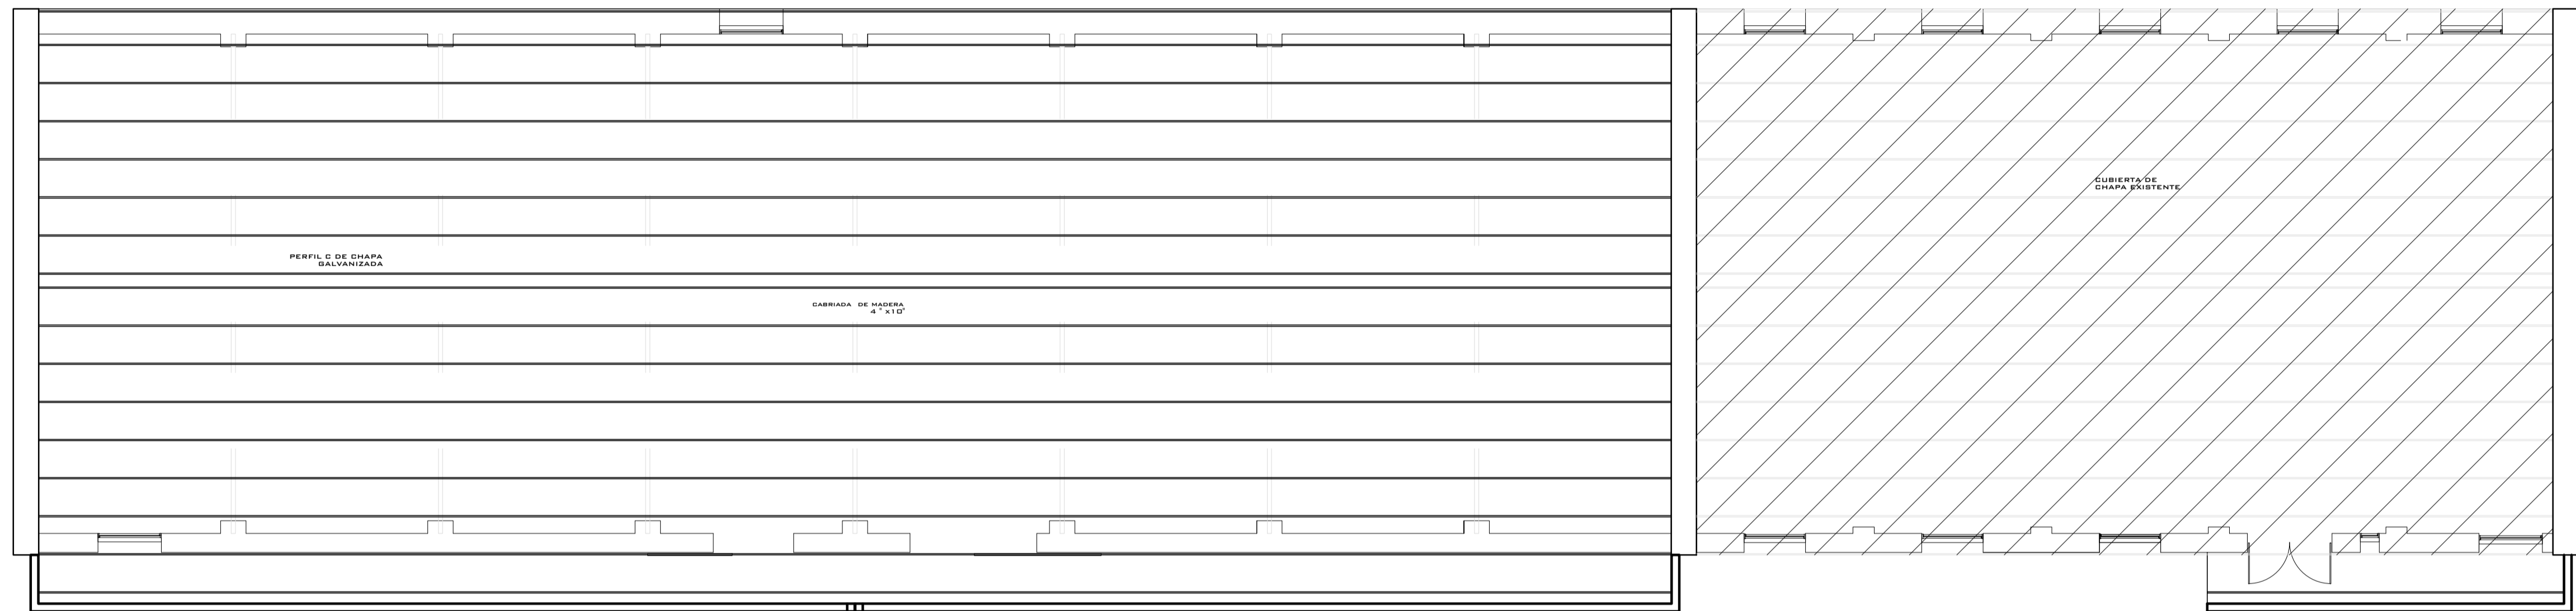 CUBIERTA DE
CHAPA EXISTENTE
PERFIL C DE CHAPA
GALVANIZADA
CABRIADA DE MADERA
4"x10"